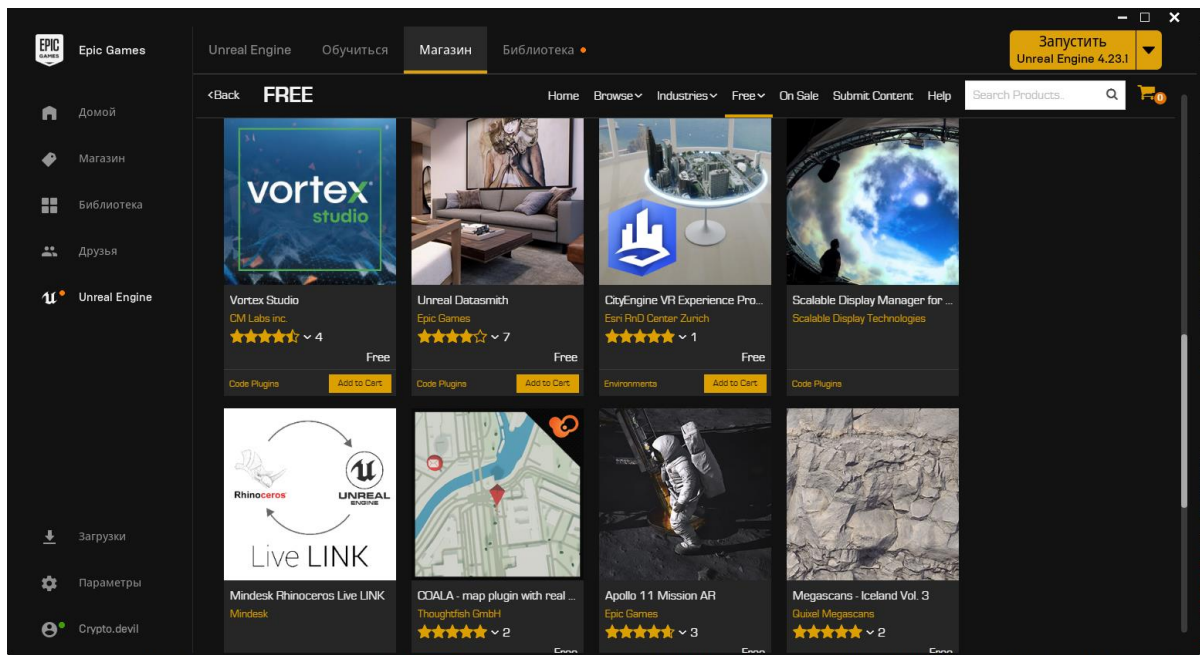 EPIC
GAMES
Epic Games
Unreal Engine
Обучиться
Магазин
Библиотека
Запустить
Unreal Engine 4.23.1
<Back
FREE
Home
Browse
Industries
Free
On Sale
Submit Content
Help
Search Products..
0
Домой
Магазин
Библиотека
Друзья
Unreal Engine
Загрузки
Параметры
Crypto.devil
vortex
studio
Vortex Studio
CM Labs inc.
4
Free
Code Plugins
Add to Cart
Unreal Datasmith
Epic Games
7
Free
Code Plugins
Add to Cart
CityEngine VR Experience Pro...
Esri RnD Center Zurich
1
Free
Environments
Add to Cart
Scalable Display Manager for ...
Scalable Display Technologies
Code Plugins
Rhinoceros
UNREAL
ENGINE
Live LINK
Mindesk Rhinoceros Live LINK
Mindesk
COALA - map plugin with real ...
Thoughtfish GmbH
2
Free
Apollo 11 Mission AR
Epic Games
3
Free
Megascans - Iceland Vol. 3
Quixel Megascans
2
Free